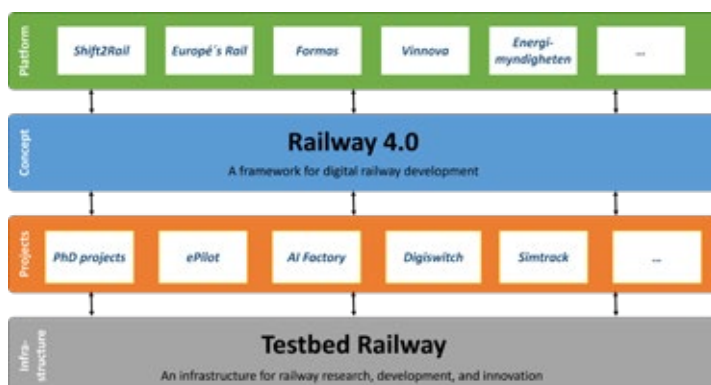 Platform
Shift2Rail
Européʹs Rail
Formas
Vinnova
Energi-
myndigheten
...
Concept
Railway 4.0
A framework for digital railway development
Projects
PhD projects
ePilot
AI Factory
Digiswitch
Simtrack
...
Infra-
structure
Testbed Railway
An infrastructure for railway research, development, and innovation